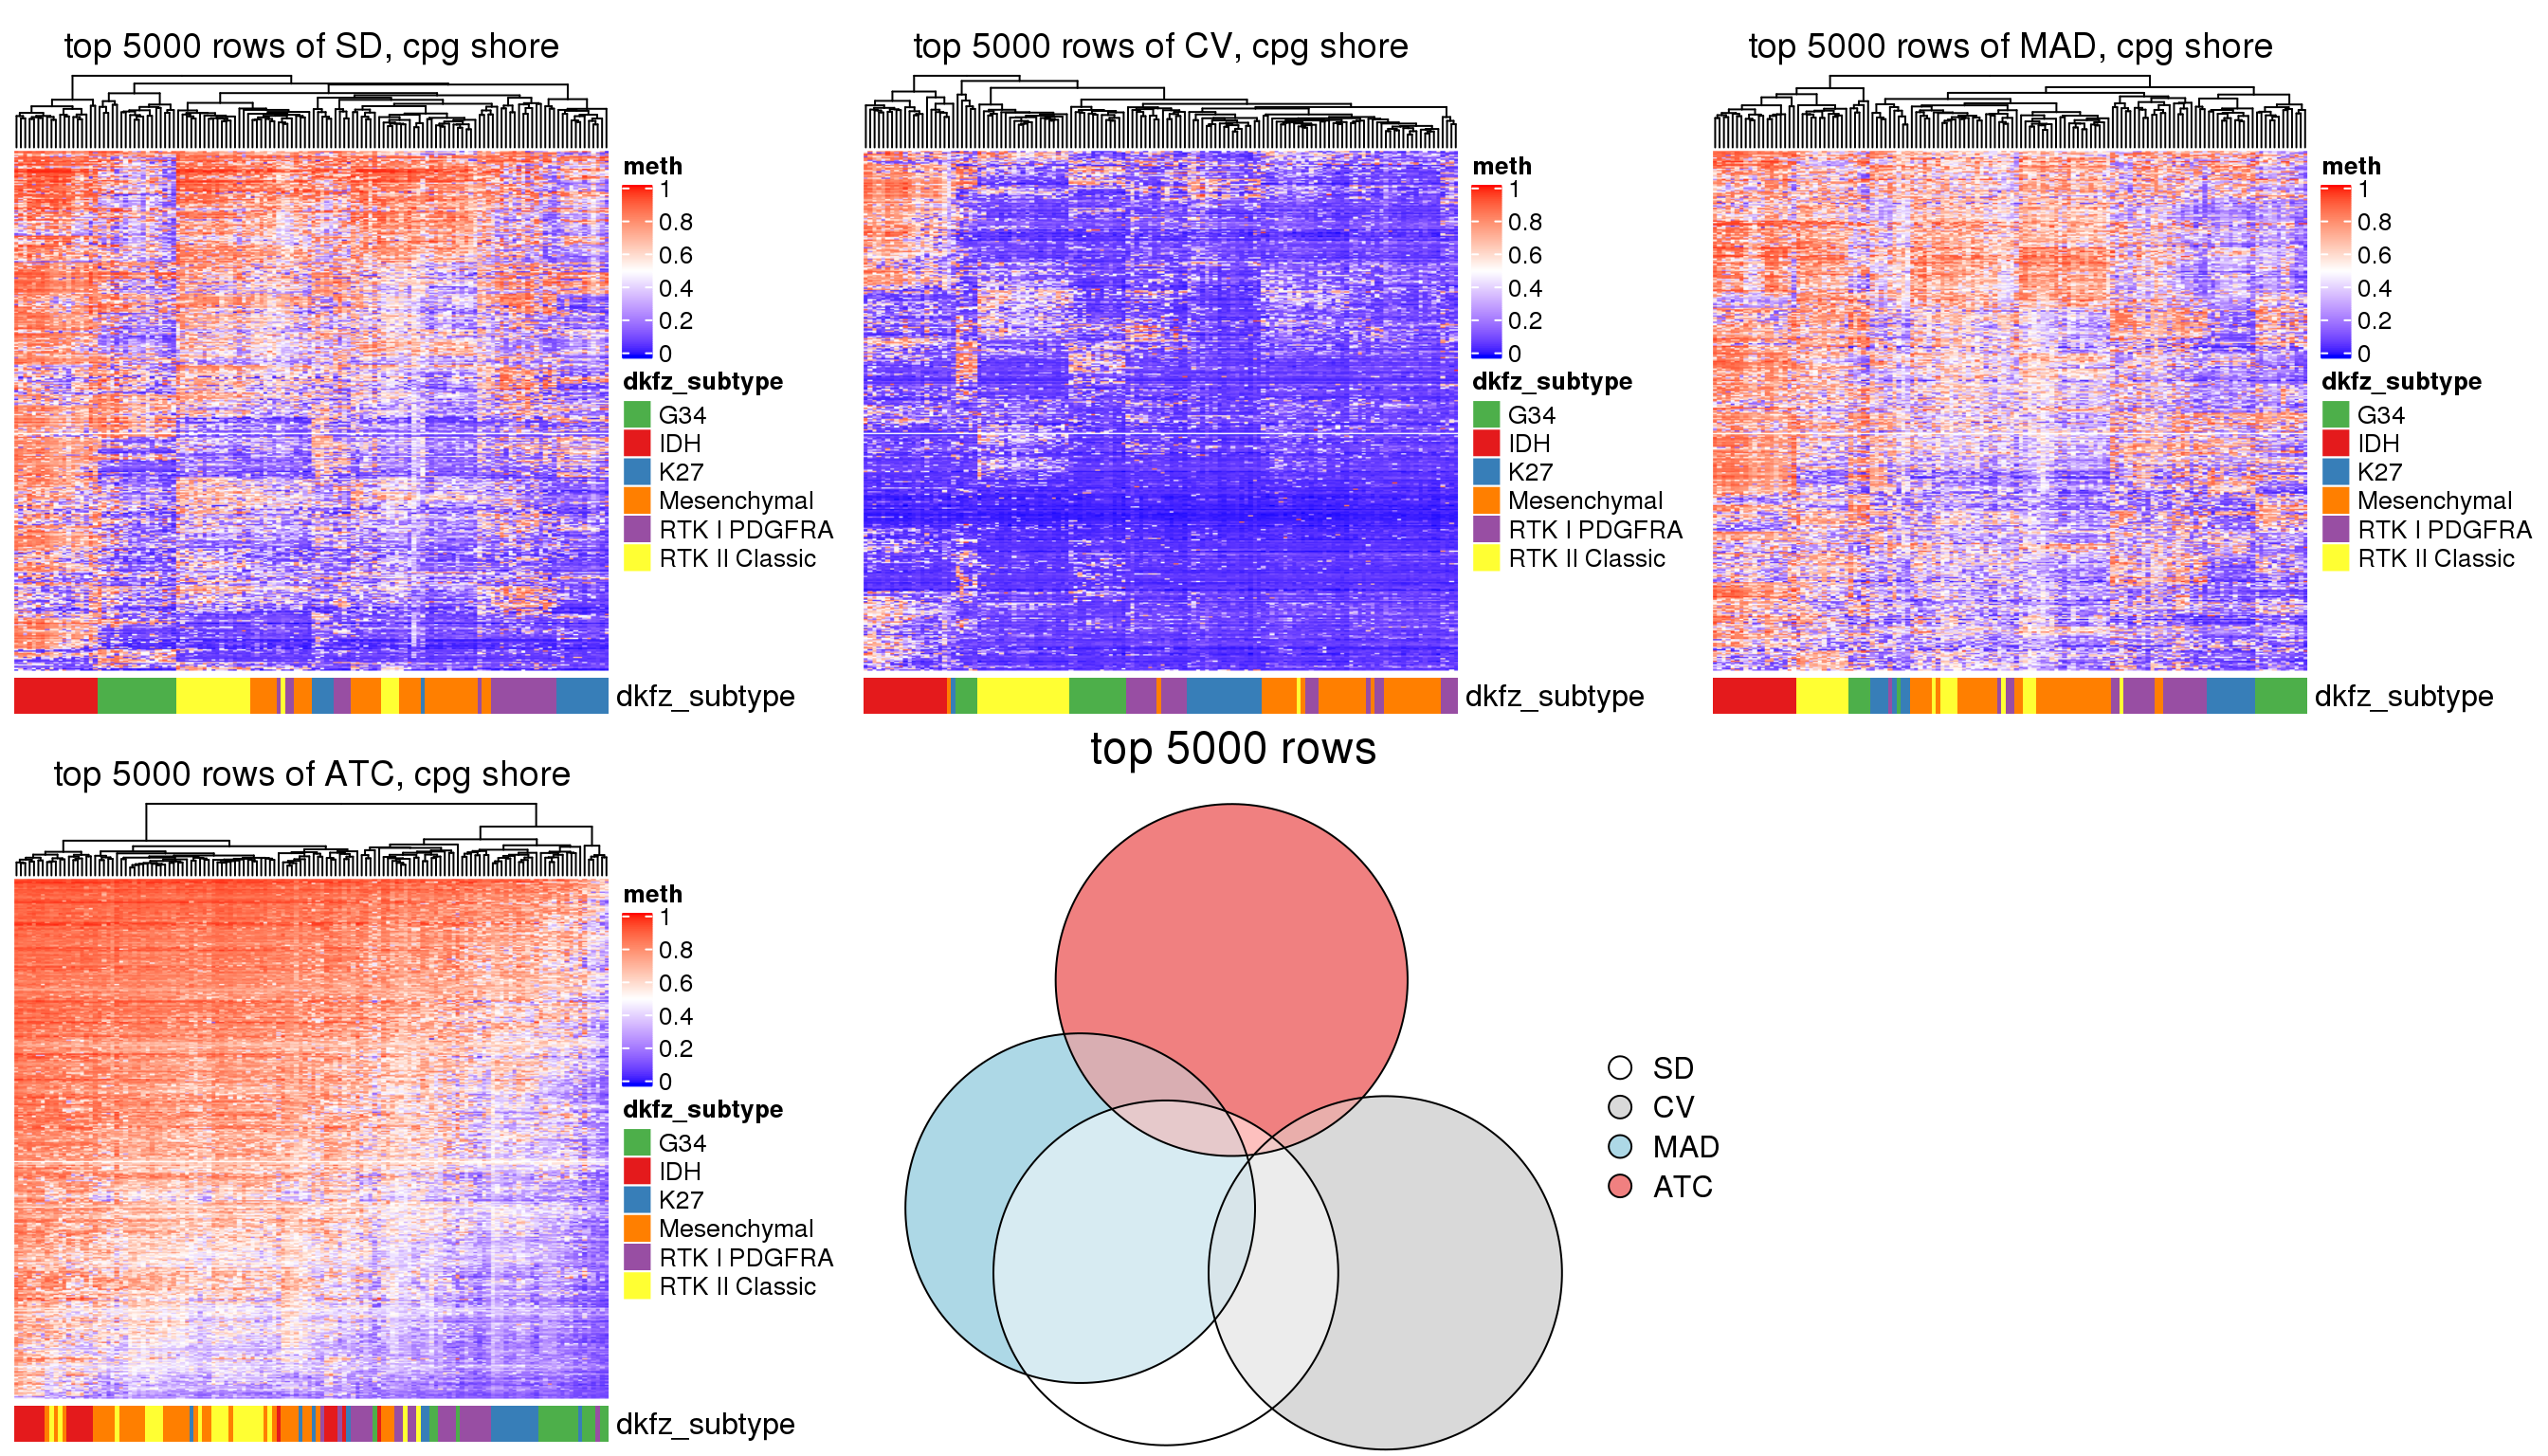 top 5000 rows of SD, cpg shore
meth
1
0.8
0.6
0.4
0.2
0
dkfz_subtype
G34
IDH
K27
Mesenchymal
RTK I PDGFRA
RTK II Classic
dkfz_subtype
top 5000 rows of CV, cpg shore
meth
1
0.8
0.6
0.4
0.2
0
dkfz_subtype
G34
IDH
K27
Mesenchymal
RTK I PDGFRA
RTK II Classic
dkfz_subtype
top 5000 rows of MAD, cpg shore
meth
1
0.8
0.6
0.4
0.2
0
dkfz_subtype
G34
IDH
K27
Mesenchymal
RTK I PDGFRA
RTK II Classic
dkfz_subtype
top 5000 rows of ATC, cpg shore
meth
1
0.8
0.6
0.4
0.2
0
dkfz_subtype
G34
IDH
K27
Mesenchymal
RTK I PDGFRA
RTK II Classic
dkfz_subtype
top 5000 rows
SD
CV
MAD
ATC